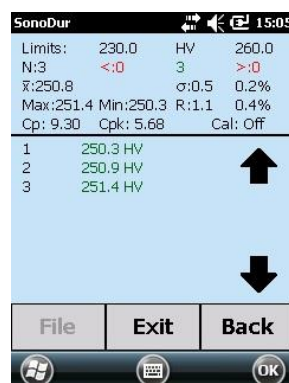 SonoDur 15:05
Limits: 230.0 HV 260.0
N:3 <:0 3 >:0
x̄:250.8 σ:0.5 0.2%
Max:251.4 Min:250.3 R:1.1 0.4%
Cp: 9.30 Cpk: 5.68 Cal: Off
1 250.3 HV
2 250.9 HV
3 251.4 HV
File Exit Back
OK